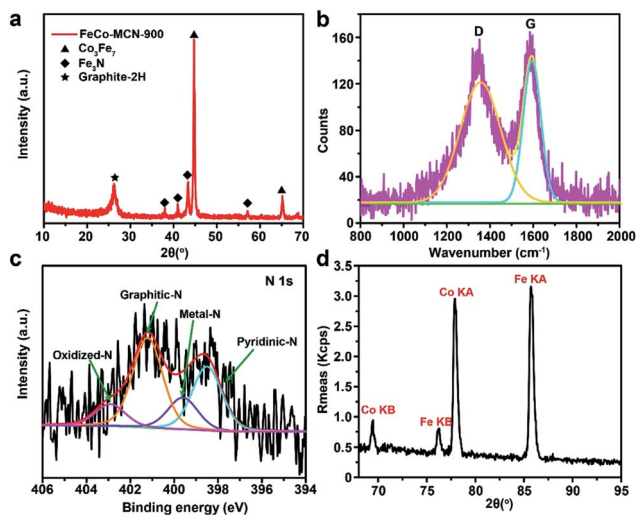 a
FeCo-MCN-900
Co3Fe7
Fe3N
Graphite-2H
Intensity (a.u.)
10 20 30 40 50 60 70
2θ(°)
b
D
G
Counts
160
120
80
40
0
800 1000 1200 1400 1600 1800 2000
Wavenumber (cm-1)
c
N 1s
Graphitic-N
Metal-N
Oxidized-N
Pyridinic-N
Intensity (a.u.)
406 404 402 400 398 396 394
Binding energy (eV)
d
Co KA
Fe KA
Co KB
Fe KB
Rmeas (Kcps)
3.5
3.0
2.5
2.0
1.5
1.0
0.5
0.0
70 75 80 85 90 95
2θ(°)